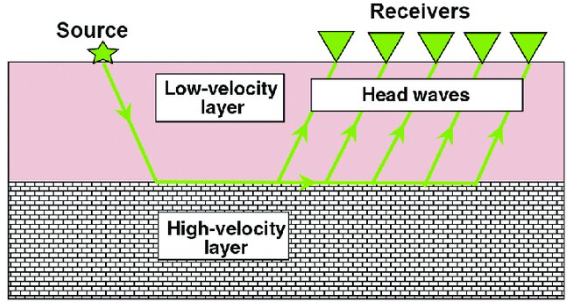 Receivers
Source
Low-velocity
layer
Head waves
High-velocity
layer